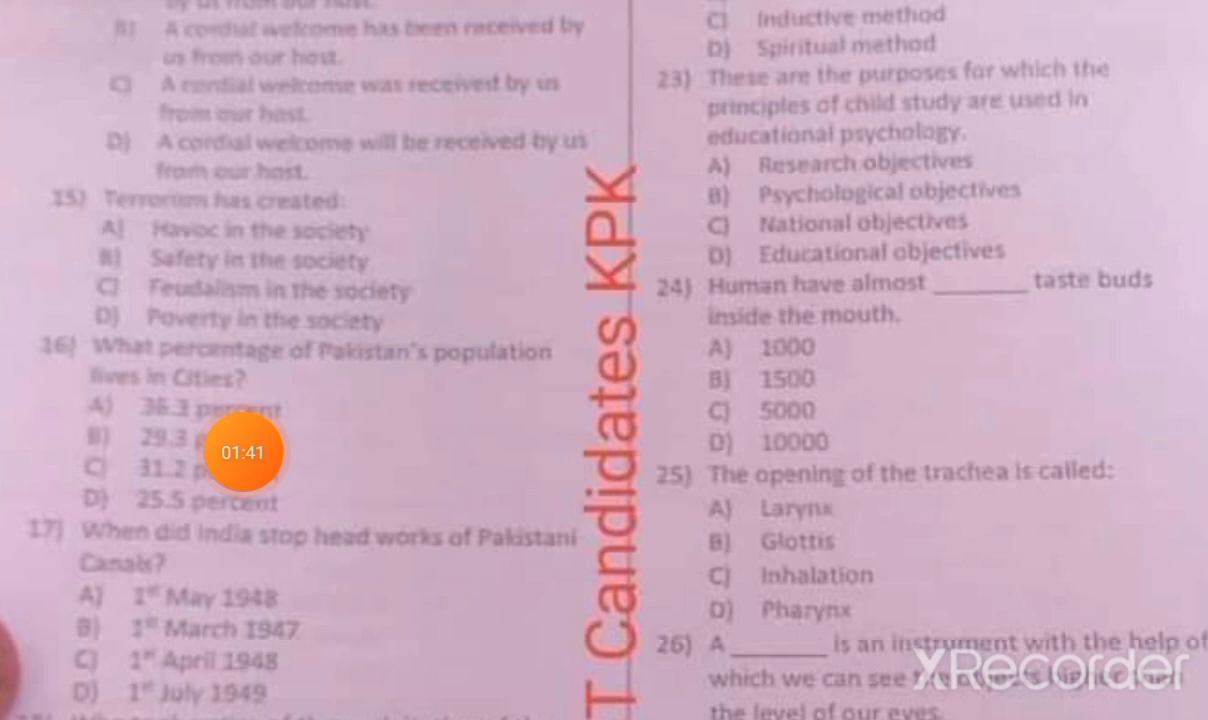 B) A cordial welcome has been received by
us from our host.
C) A cordial welcome was received by us
from our host.
D) A cordial welcome will be received by us
from our host.
15) Terrorism has created:
A) Havoc in the society
B) Safety in the society
C) Feudalism in the society
D) Poverty in the society
16) What percentage of Pakistan's population
lives in Cities?
A) 36.3 percent
B) 29.3
C) 31.2
D) 25.5 percent
17) When did India stop head works of Pakistani
Canals?
A) 1st May 1948
B) 1st March 1947
C) 1st April 1948
D) 1st July 1949
01:41
T Candidates KPK
C) Inductive method
D) Spiritual method
23) These are the purposes for which the
principles of child study are used in
educational psychology.
A) Research objectives
B) Psychological objectives
C) National objectives
D) Educational objectives
24) Human have almost ________ taste buds
inside the mouth.
A) 1000
B) 1500
C) 5000
D) 10000
25) The opening of the trachea is called:
A) Larynx
B) Glottis
C) Inhalation
D) Pharynx
26) A ________ is an instrument with the help of
which we can see the objects higher than
the level of our eyes.
XRecorder